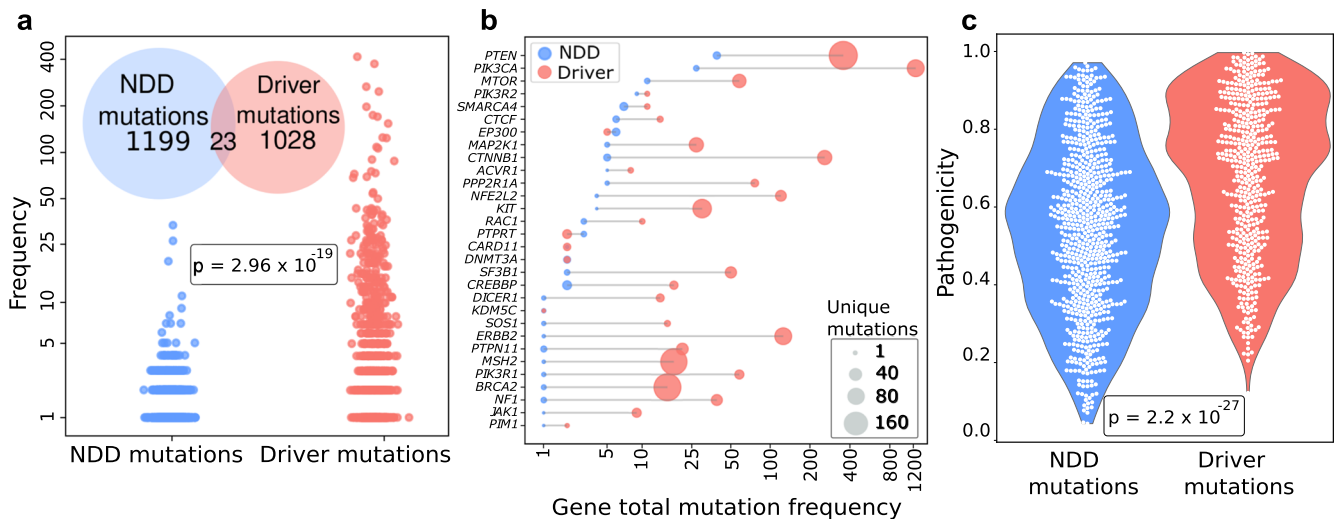 a
Frequency
400
200
100
50
25
10
5
1
NDD
mutations
1199
23
Driver
mutations
1028
p = 2.96 x 10^-19
NDD mutations
Driver mutations
b
NDD
Driver
PTEN
PIK3CA
MTOR
PIK3R2
SMARCA4
CTCF
EP300
MAP2K1
CTNNB1
ACVR1
PPP2R1A
NFE2L2
KIT
RAC1
PTPRT
CARD11
DNMT3A
SF3B1
CREBBP
DICER1
KDM5C
SOS1
ERBB2
PTPN11
MSH2
PIK3R1
BRCA2
NF1
JAK1
PIM1
Unique
mutations
1
40
80
160
1
5
10
25
50
100
200
400
800
1200
Gene total mutation frequency
c
Pathogenicity
1.0
0.8
0.6
0.4
0.2
0.0
p = 2.2 x 10^-27
NDD
mutations
Driver
mutations